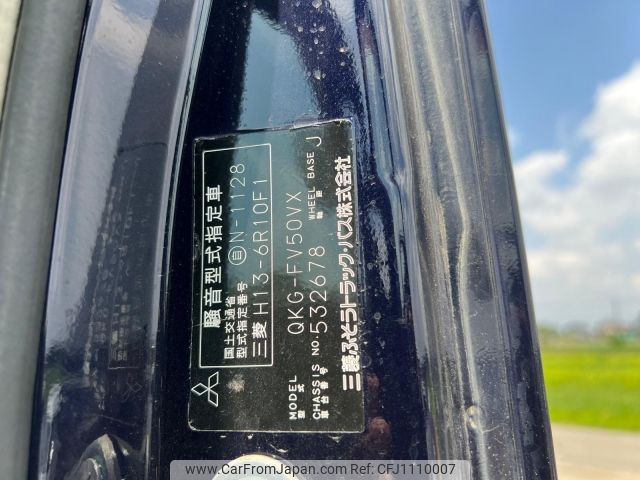 騒音型式指定車
国土交通省
型式指定番号 自 N-1128
三菱 H13-6R10F1
MODEL
型式 QKG-FV50VX
CHASSIS NO. 532678 WHEEL BASE J
車台番号 軸距
三菱ふそうトラック・バス株式会社
www.CarFromJapan.com | Ref No: CFJ1110007